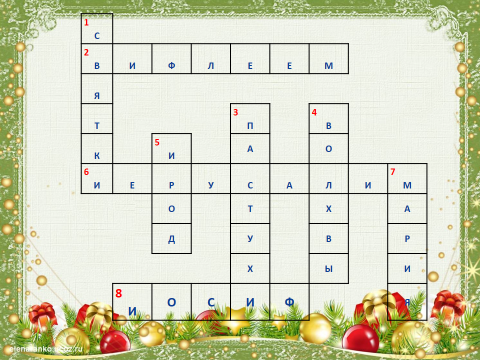 1
С
2
В И Ф Л Е Е М
Я
3 4
Т П В
5
К И А О
6 7
И Е Р У С А Л И М
О Т Х А
Д У В Р
Х Ы И
8
И О С И Ф Я
elenaranko.ucoz.ru